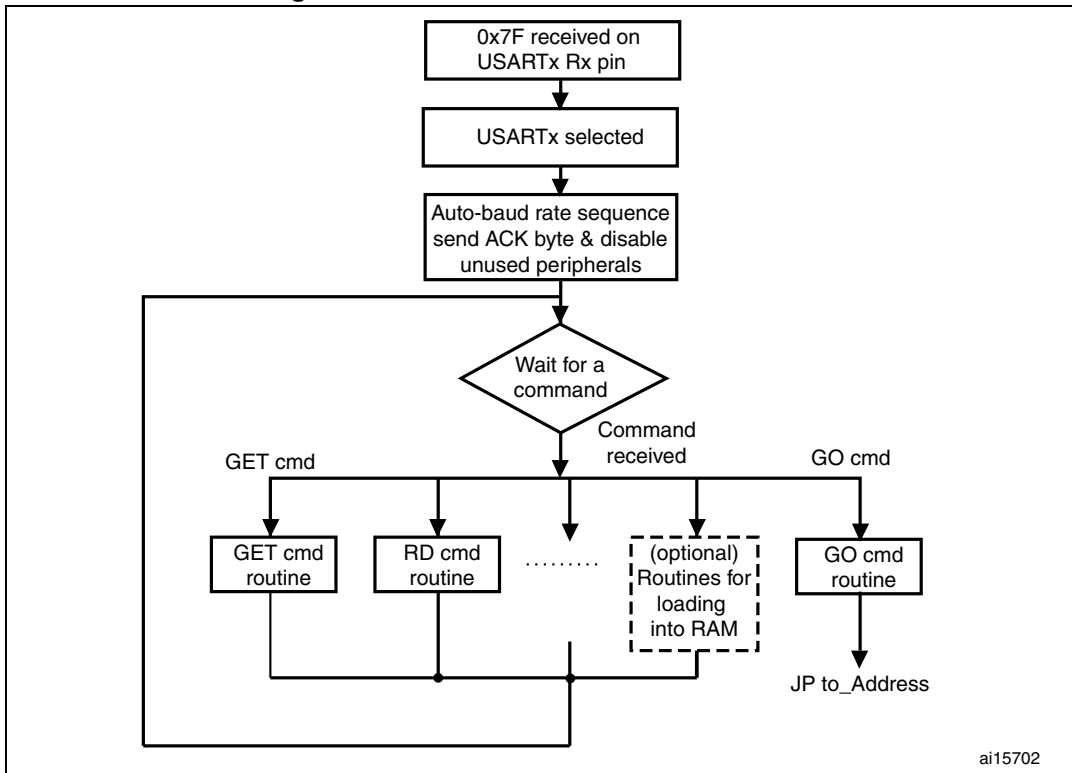 0x7F received on
USARTx Rx pin
USARTx selected
Auto-baud rate sequence
send ACK byte & disable
unused peripherals
Wait for a
command
Command
received
GET cmd
GO cmd
GET cmd
routine
RD cmd
routine
..........
(optional)
Routines for
loading
into RAM
GO cmd
routine
JP to_Address
ai15702